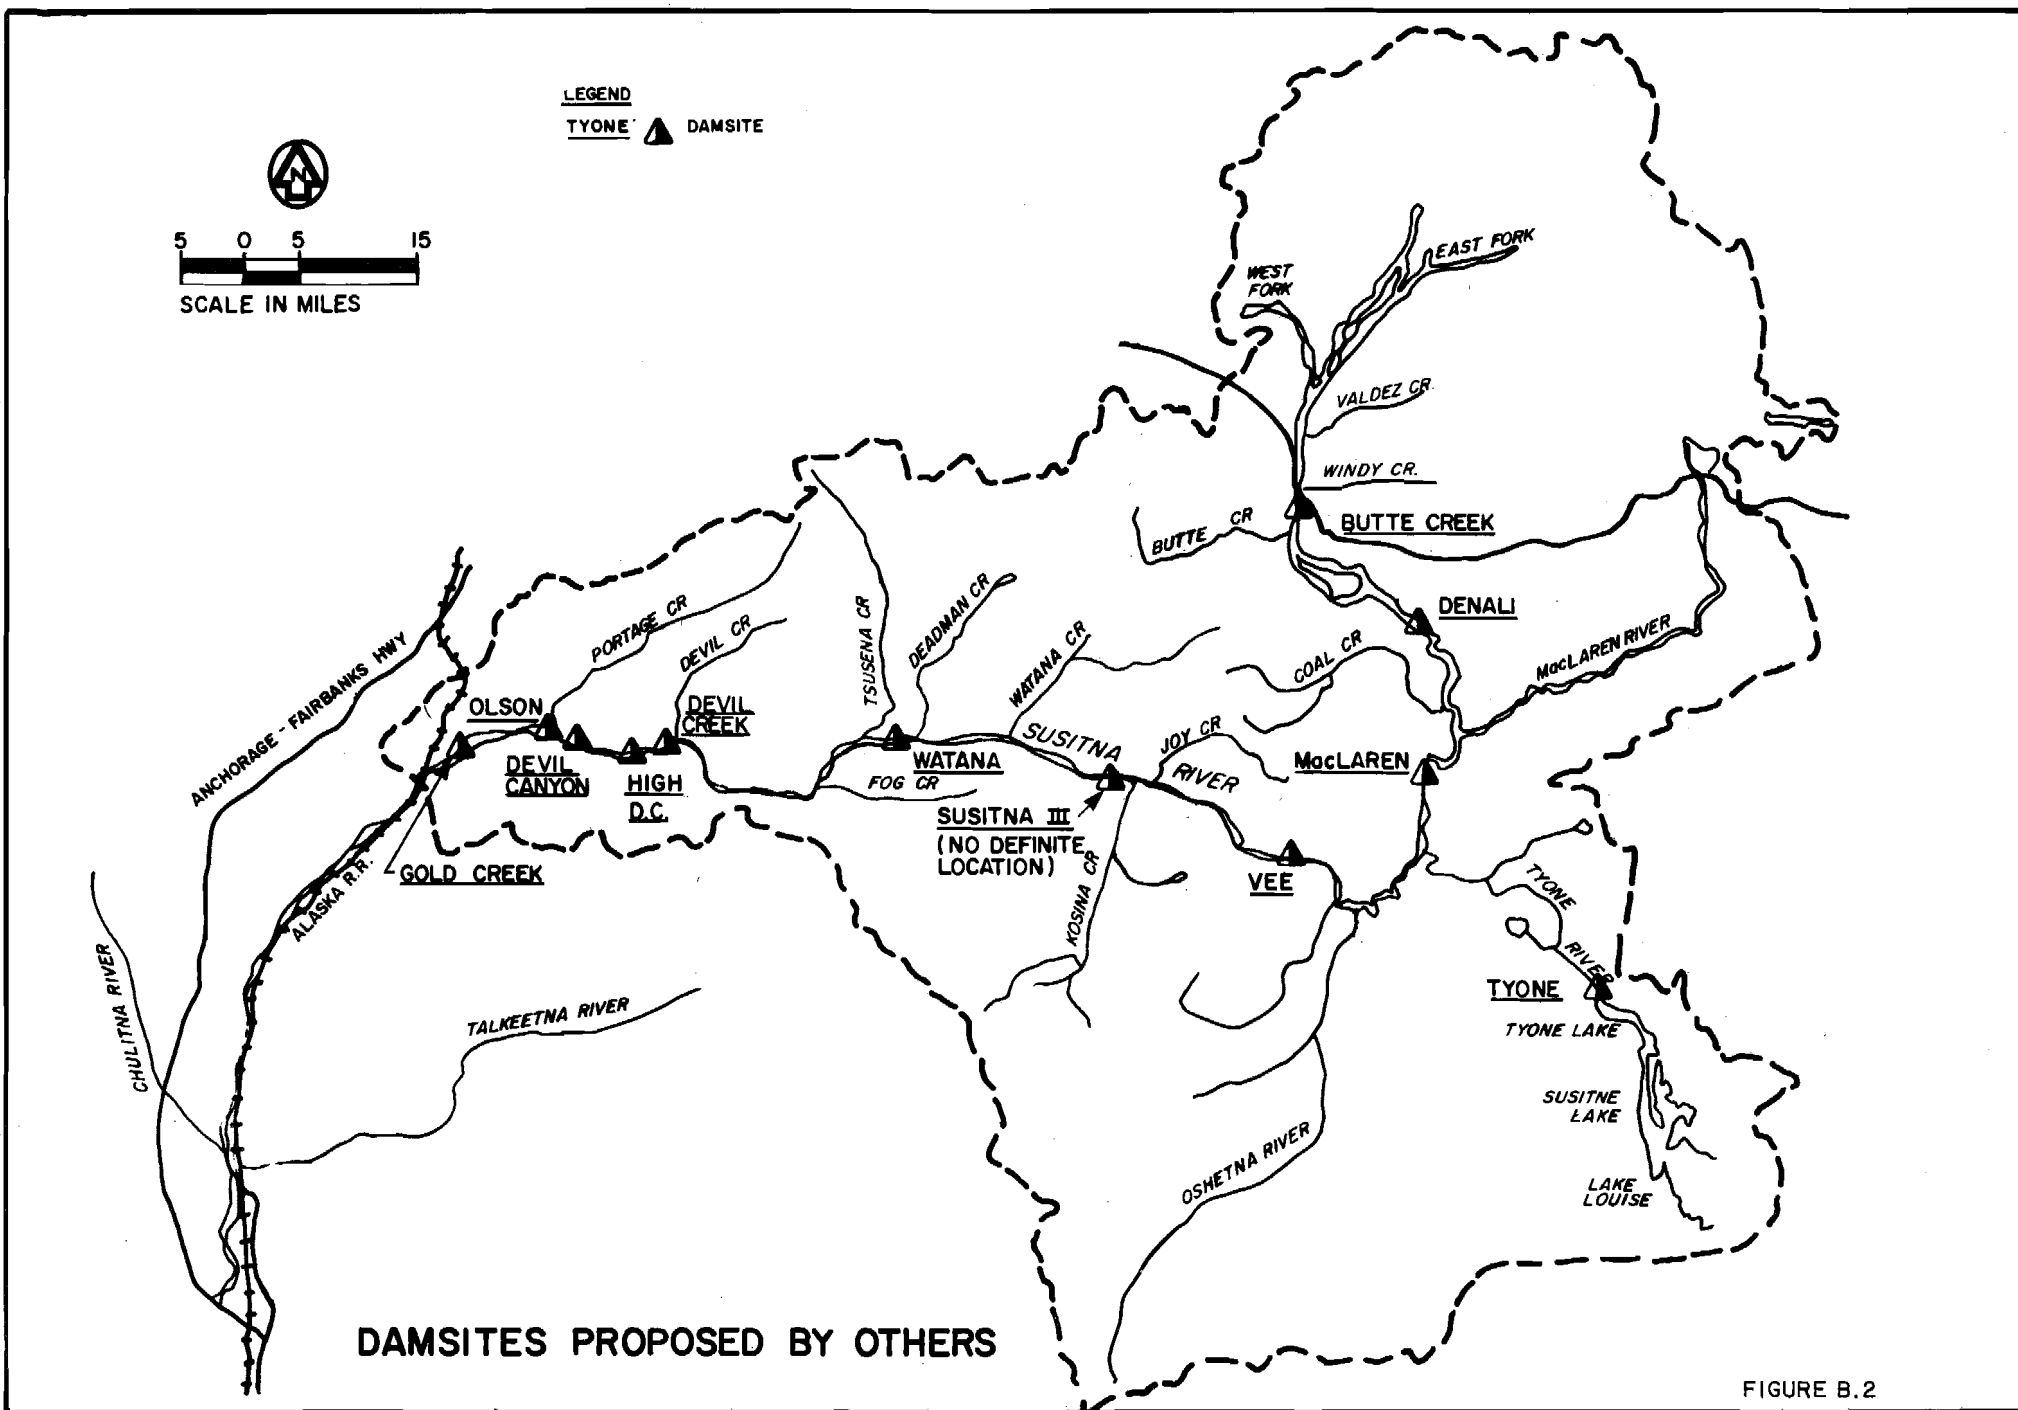 LEGEND
TYONE DAMSITE
N
5 0 5 15
SCALE IN MILES
WEST
FORK
EAST FORK
VALDEZ CR.
WINDY CR.
BUTTE CREEK
BUTTE CR
DENALI
MacLAREN RIVER
COAL CR
MacLAREN
JOY CR
SUSITNA
RIVER
WATANA CR
DEADMAN CR
TSUSENA CR
DEVIL CR
PORTAGE CR
ANCHORAGE - FAIRBANKS HWY
OLSON
DEVIL
CREEK
DEVIL
CANYON
HIGH
D.C.
WATANA
FOG CR
SUSITNA III
(NO DEFINITE
LOCATION)
VEE
KOSINA CR
GOLD CREEK
ALASKA R.R.
CHULITNA RIVER
TALKEETNA RIVER
TYONE
RIVER
TYONE
TYONE LAKE
SUSITNE
LAKE
LAKE
LOUISE
OSHETNA RIVER
DAMSITES PROPOSED BY OTHERS
FIGURE B.2